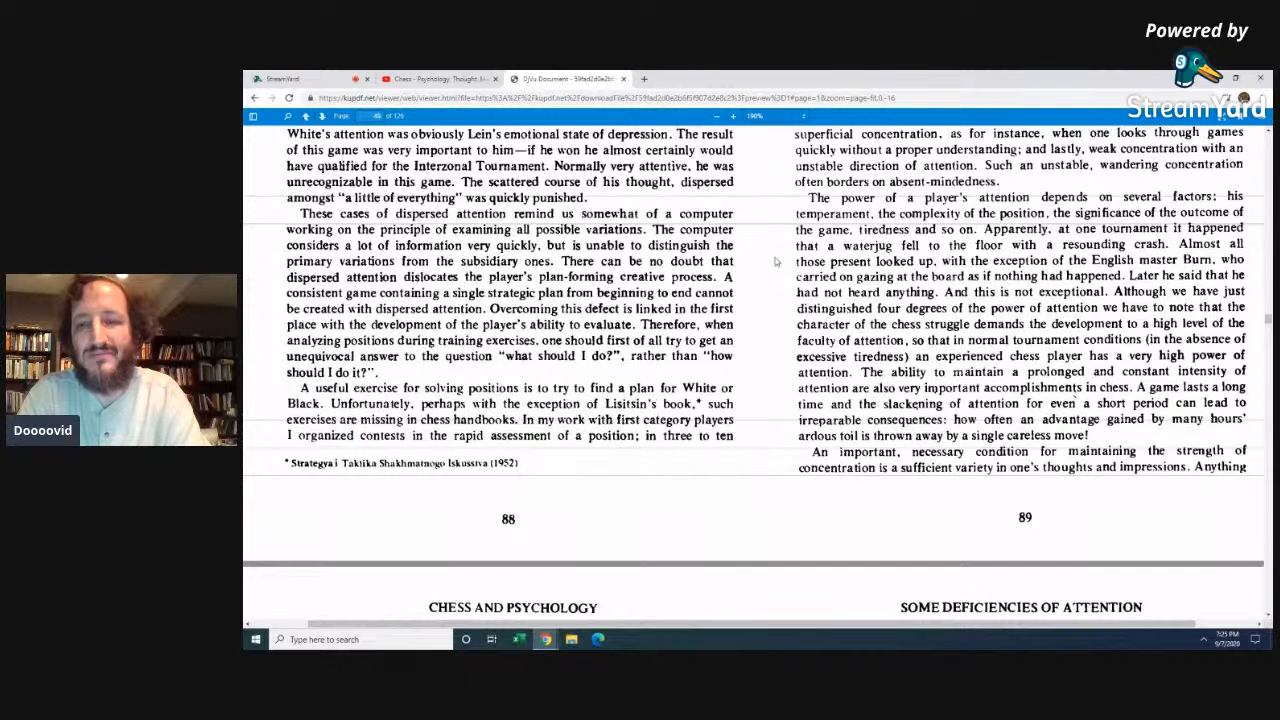 Powered by
StreamYard
StreamYard
Chess - Psychology, Thought,
DjVu Document - 59fad2d0e2b
Page:
of 126
190%
White's attention was obviously Lein's emotional state of depression. The result
of this game was very important to him—if he won he almost certainly would
have qualified for the Interzonal Tournament. Normally very attentive, he was
unrecognizable in this game. The scattered course of his thought, dispersed
amongst “a little of everything” was quickly punished.
These cases of dispersed attention remind us somewhat of a computer
working on the principle of examining all possible variations. The computer
considers a lot of information very quickly, but is unable to distinguish the
primary variations from the subsidiary ones. There can be no doubt that
dispersed attention dislocates the player's plan-forming creative process. A
consistent game containing a single strategic plan from beginning to end cannot
be created with dispersed attention. Overcoming this defect is linked in the first
place with the development of the player's ability to evaluate. Therefore, when
analyzing positions during training exercises, one should first of all try to get an
unequivocal answer to the question “what should I do?”, rather than “how
should I do it?”.
A useful exercise for solving positions is to try to find a plan for White or
Black. Unfortunately, perhaps with the exception of Lisitsin's book,* such
exercises are missing in chess handbooks. In my work with first category players
I organized contests in the rapid assessment of a position; in three to ten
* Strategya i Taktika Shakhmatnogo Iskusstva (1952)
88
superficial concentration, as for instance, when one looks through games
quickly without a proper understanding; and lastly, weak concentration with an
unstable direction of attention. Such an unstable, wandering concentration
often borders on absent-mindedness.
The power of a player's attention depends on several factors; his
temperament, the complexity of the position, the significance of the outcome of
the game, tiredness and so on. Apparently, at one tournament it happened
that a waterjug fell to the floor with a resounding crash. Almost all
those present looked up, with the exception of the English master Burn, who
carried on gazing at the board as if nothing had happened. Later he said that he
had not heard anything. And this is not exceptional. Although we have just
distinguished four degrees of the power of attention we have to note that the
character of the chess struggle demands the development to a high level of the
faculty of attention, so that in normal tournament conditions (in the absence of
excessive tiredness) an experienced chess player has a very high power of
attention. The ability to maintain a prolonged and constant intensity of
attention are also very important accomplishments in chess. A game lasts a long
time and the slackening of attention for even a short period can lead to
irreparable consequences: how often an advantage gained by many hours'
ardous toil is thrown away by a single careless move!
An important, necessary condition for maintaining the strength of
concentration is a sufficient variety in one's thoughts and impressions. Anything
89
CHESS AND PSYCHOLOGY
SOME DEFICIENCIES OF ATTENTION
Doooovid
Type here to search
7:25 PM
9/7/2020